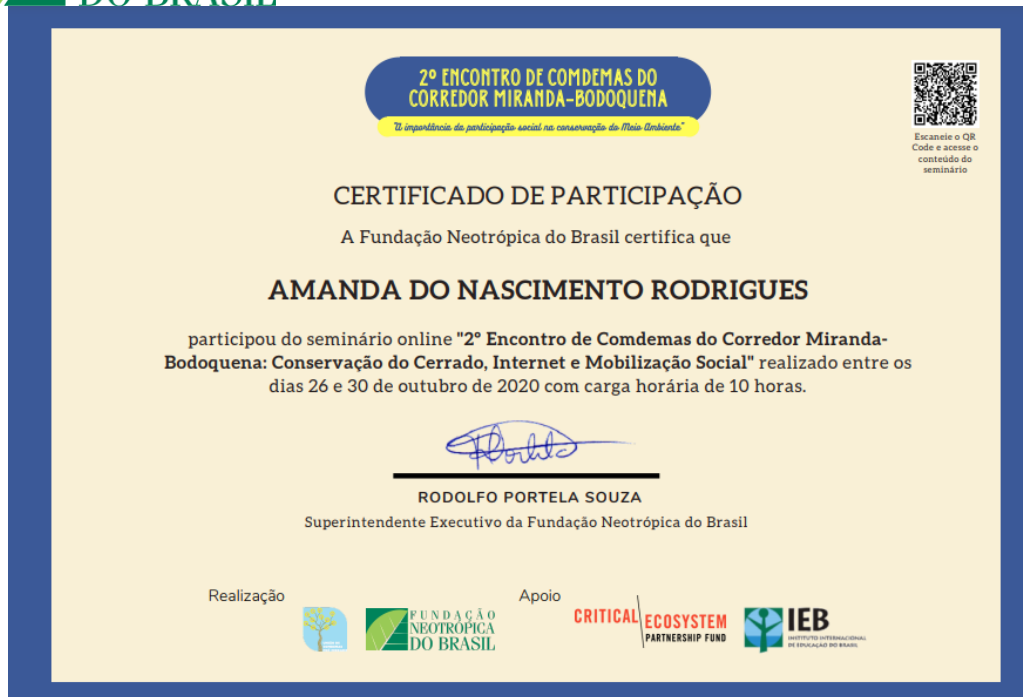 DO BRASIL
2º ENCONTRO DE COMDEMAS DO
CORREDOR MIRANDA-BODOQUENA
"A importância da participação social na conservação do Meio Ambiente"
Escaneie o QR
Code e acesse o
conteúdo do
seminário
CERTIFICADO DE PARTICIPAÇÃO
A Fundação Neotrópica do Brasil certifica que
AMANDA DO NASCIMENTO RODRIGUES
participou do seminário online "2º Encontro de Comdemas do Corredor Miranda-
Bodoquena: Conservação do Cerrado, Internet e Mobilização Social" realizado entre os
dias 26 e 30 de outubro de 2020 com carga horária de 10 horas.
RODOLFO PORTELA SOUZA
Superintendente Executivo da Fundação Neotrópica do Brasil
Realização
FUNDAÇÃO
NEOTRÓPICA
DO BRASIL
Apoio
CRITICAL ECOSYSTEM
PARTNERSHIP FUND
IEB
INSTITUTO INTERNACIONAL
DE EDUCAÇÃO DO BRASIL